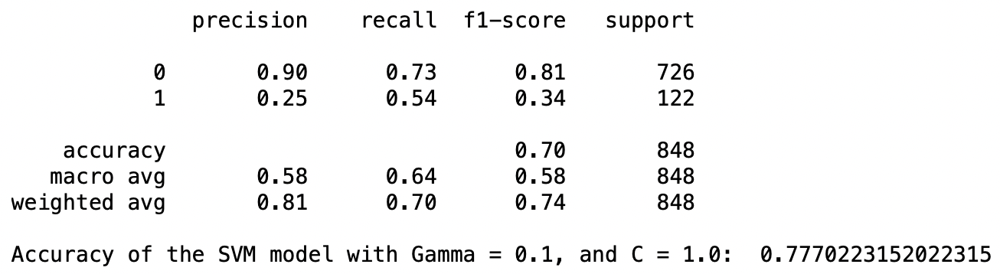 precision recall f1-score support
0 0.90 0.73 0.81 726
1 0.25 0.54 0.34 122
accuracy 0.70 848
macro avg 0.58 0.64 0.58 848
weighted avg 0.81 0.70 0.74 848
Accuracy of the SVM model with Gamma = 0.1, and C = 1.0: 0.7770223152022315